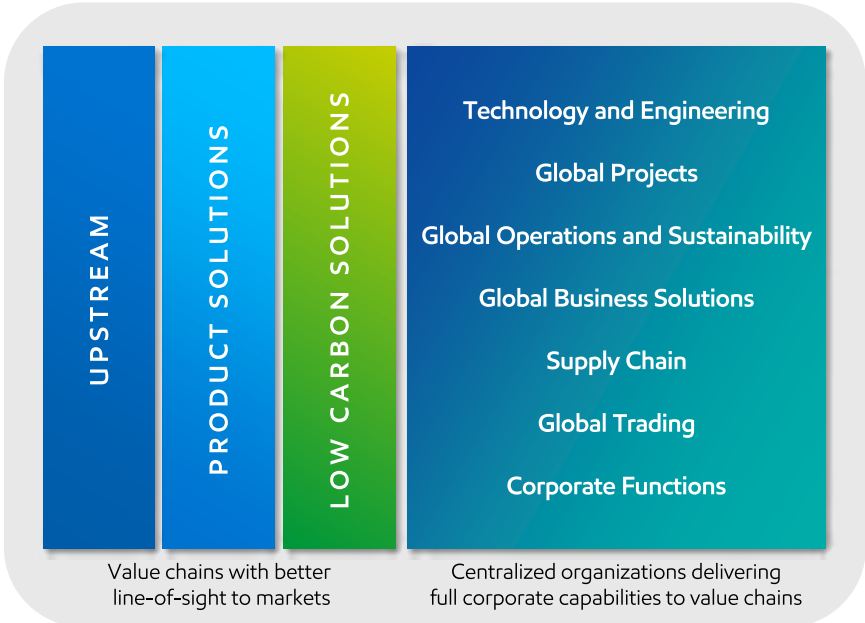 UPSTREAM
PRODUCT SOLUTIONS
LOW CARBON SOLUTIONS
Technology and Engineering
Global Projects
Global Operations and Sustainability
Global Business Solutions
Supply Chain
Global Trading
Corporate Functions
Value chains with better
line-of-sight to markets
Centralized organizations delivering
full corporate capabilities to value chains